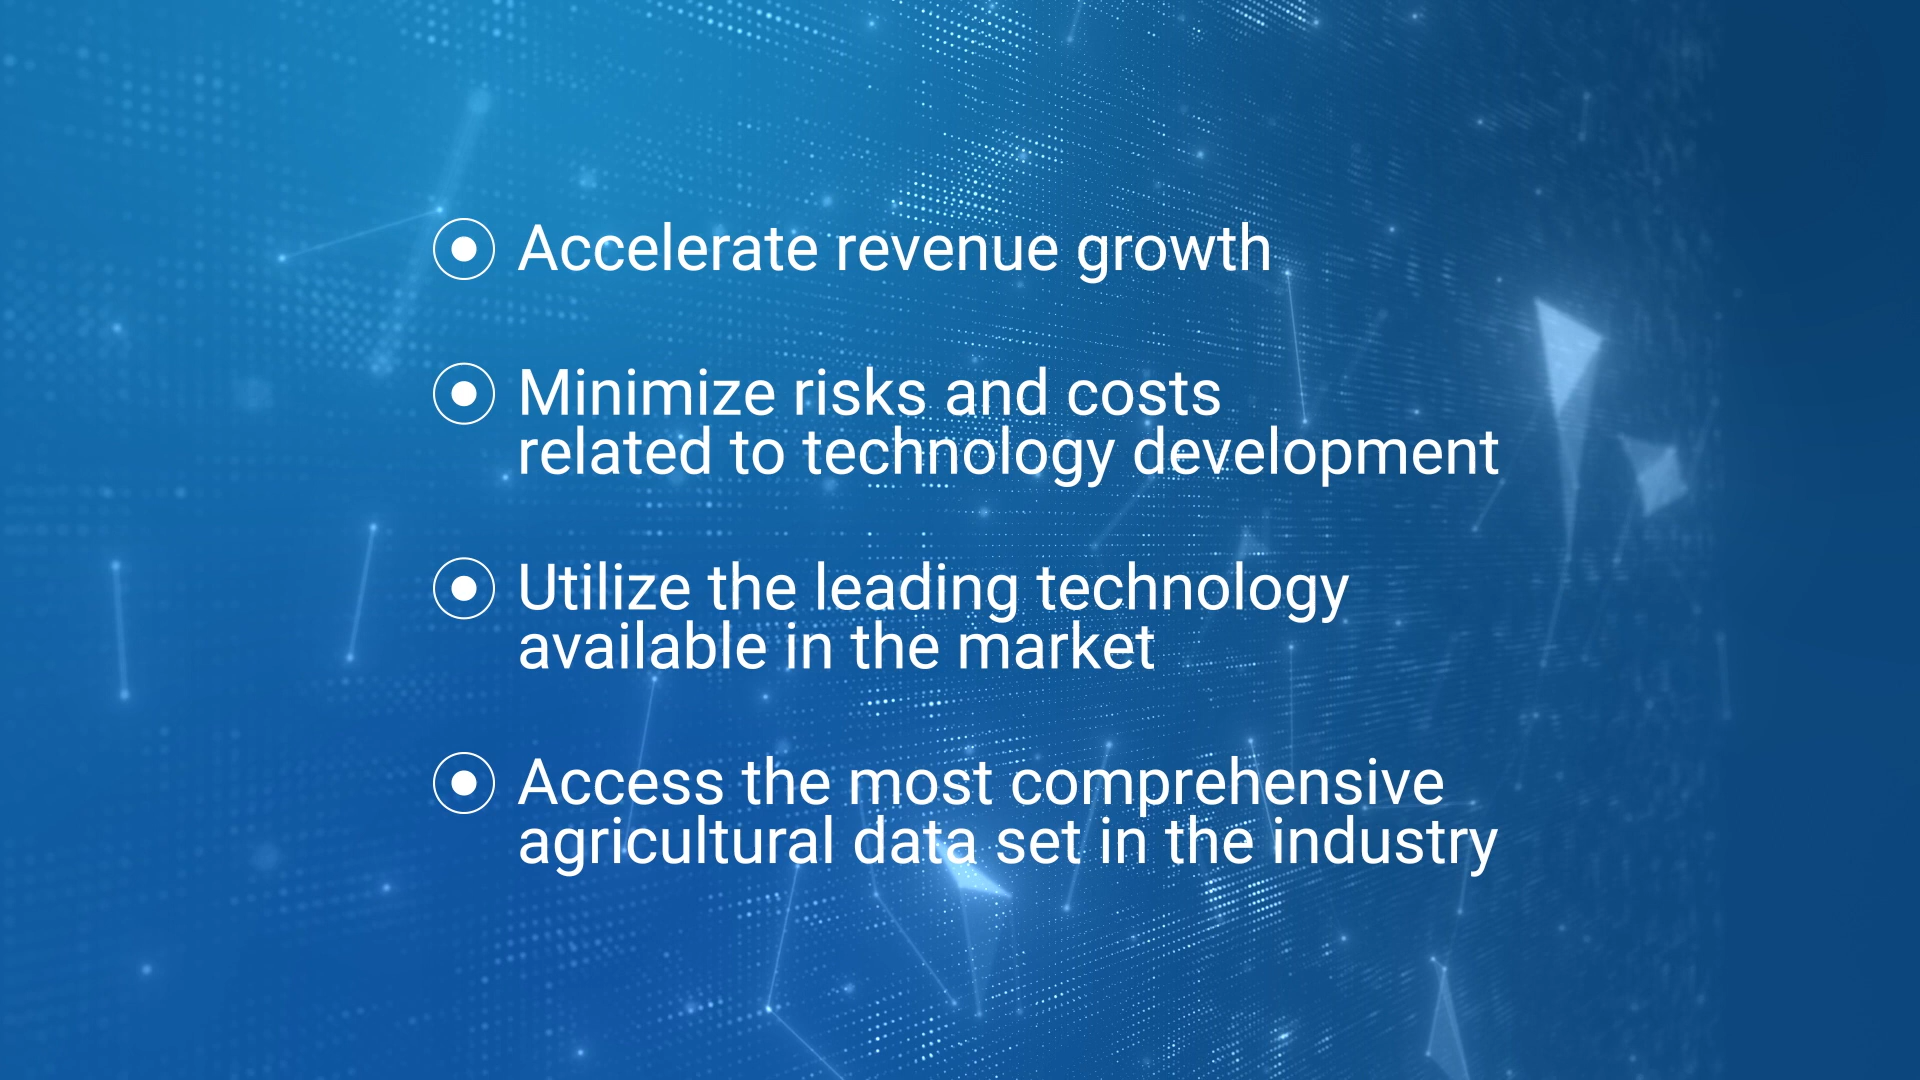 Accelerate revenue growth
Minimize risks and costs
related to technology development
Utilize the leading technology
available in the market
Access the most comprehensive
agricultural data set in the industry